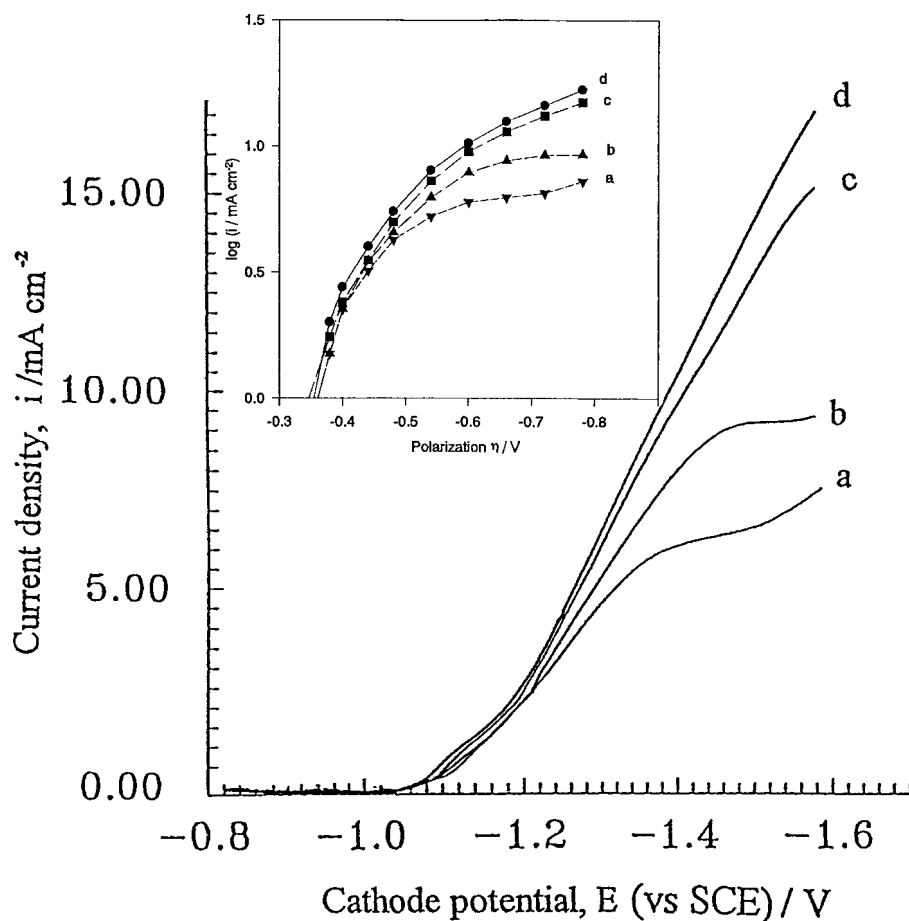 1.5
1.0
0.5
0.0
log (i / mA cm-2)
-0.3 -0.4 -0.5 -0.6 -0.7 -0.8
Polarization η / V
d
c
b
a
15.00
10.00
5.00
0.00
Current density, i /mA cm-2
d
c
b
a
-0.8 -1.0 -1.2 -1.4 -1.6
Cathode potential, E (vs SCE) / V